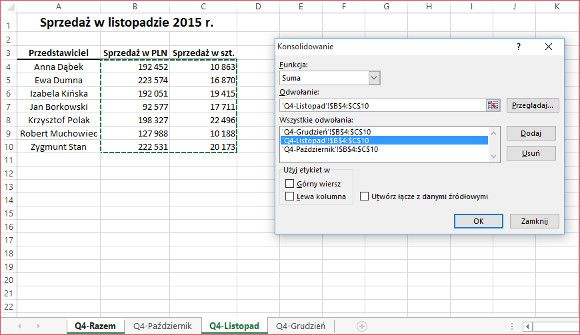 A B C D E F G H I J K
1 Sprzedaż w listopadzie 2015 r.
2
3 Przedstawiciel Sprzedaż w PLN Sprzedaż w szt.
4 Anna Dąbek 192 452 10 863
5 Ewa Dumna 223 574 16 870
6 Izabela Kińska 192 051 19 415
7 Jan Borkowski 92 577 17 711
8 Krzysztof Polak 198 327 22 496
9 Robert Muchowiec 127 988 10 188
10 Zygmunt Stan 222 531 20 173
11
12
13
14
15
16
17
18
19
20
21
22
Konsolidowanie ? ×
Funkcja:
Suma
Odwołanie:
'Q4-Listopad'!$B$4:$C$10 Przeglądaj...
Wszystkie odwołania:
'Q4-Grudzień'!$B$4:$C$10 Dodaj
'Q4-Listopad'!$B$4:$C$10
'Q4-Październik'!$B$4:$C$10 Usuń
Użyj etykiet w
Górny wiersz
Lewa kolumna Utwórz łącze z danymi źródłowymi
OK Zamknij
Q4-Razem Q4-Październik Q4-Listopad Q4-Grudzień